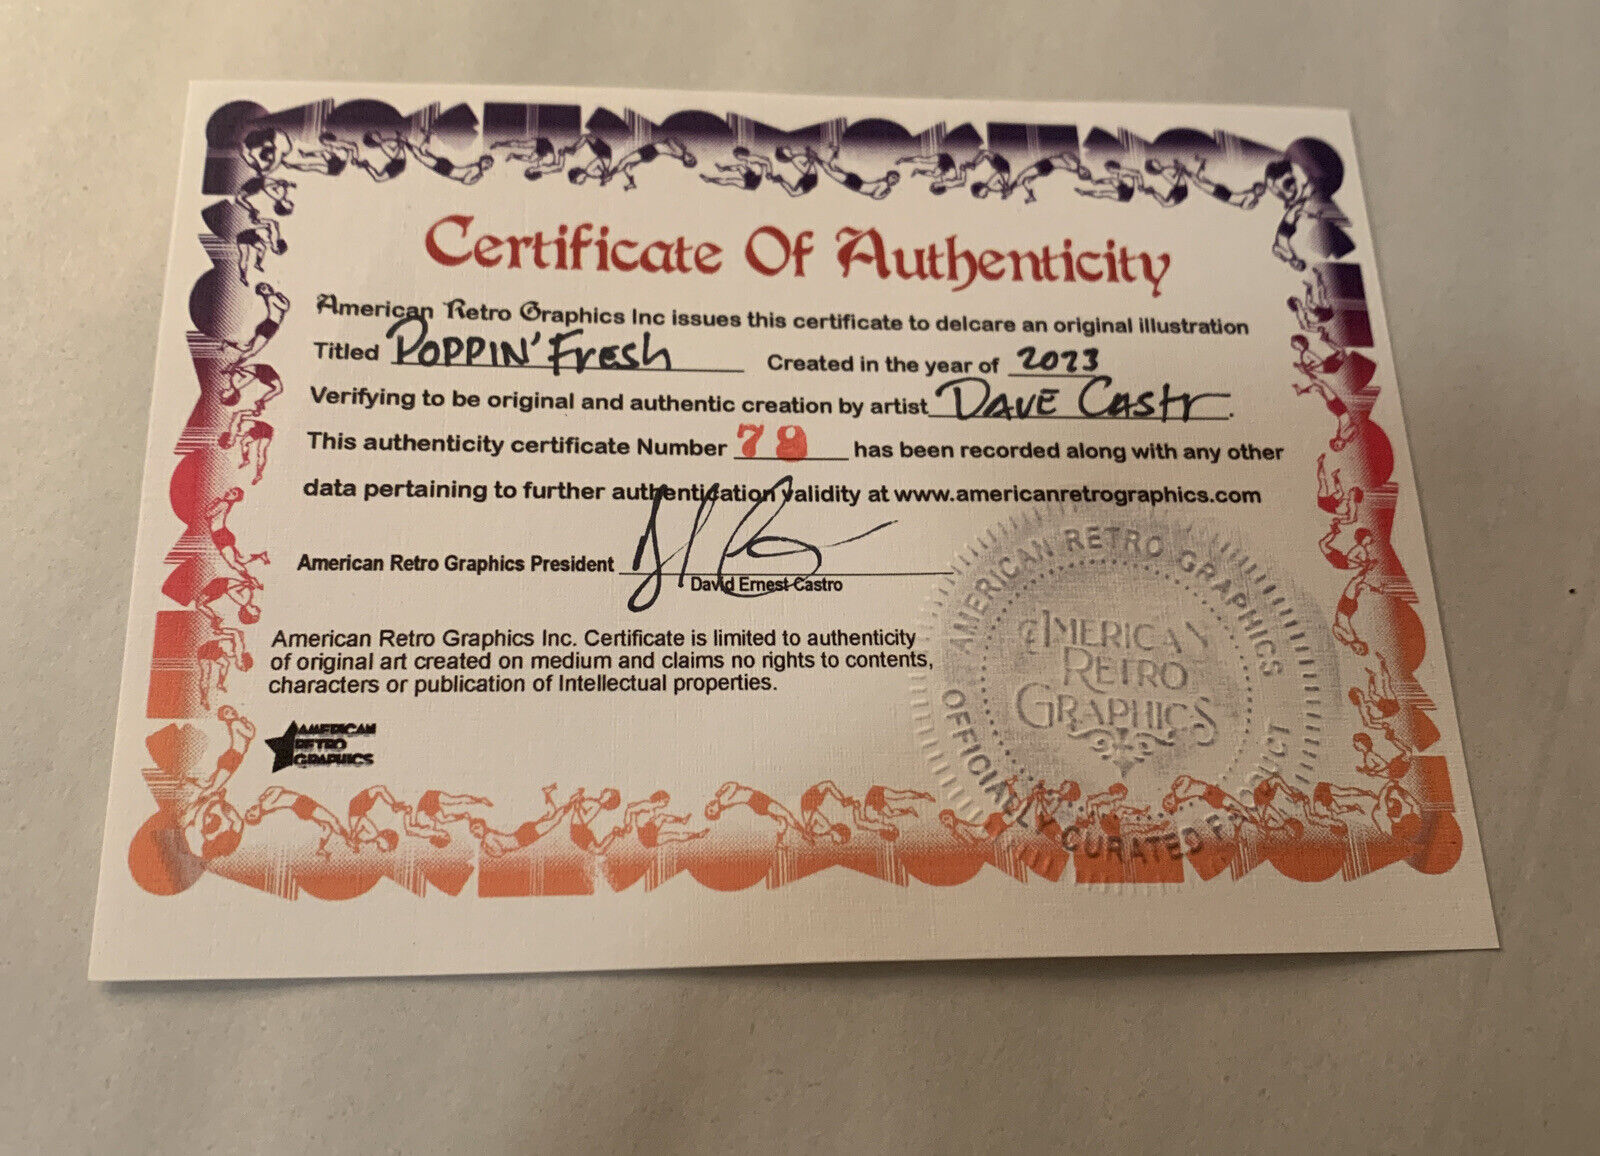 Certificate Of Authenticity
American Retro Graphics Inc issues this certificate to delcare an original illustration
Titled POPPIN' Fresh Created in the year of 2023
Verifying to be original and authentic creation by artist DAVE Castr.
This authenticity certificate Number 79 has been recorded along with any other
data pertaining to further authentication validity at www.americanretrographics.com
American Retro Graphics President
David Ernest Castro
American Retro Graphics Inc. Certificate is limited to authenticity
of original art created on medium and claims no rights to contents,
characters or publication of Intellectual properties.
AMERICAN
RETRO
GRAPHICS
AMERICAN RETRO GRAPHICS
AMERICAN
RETRO
GRAPHICS
OFFICIALLY CURATED